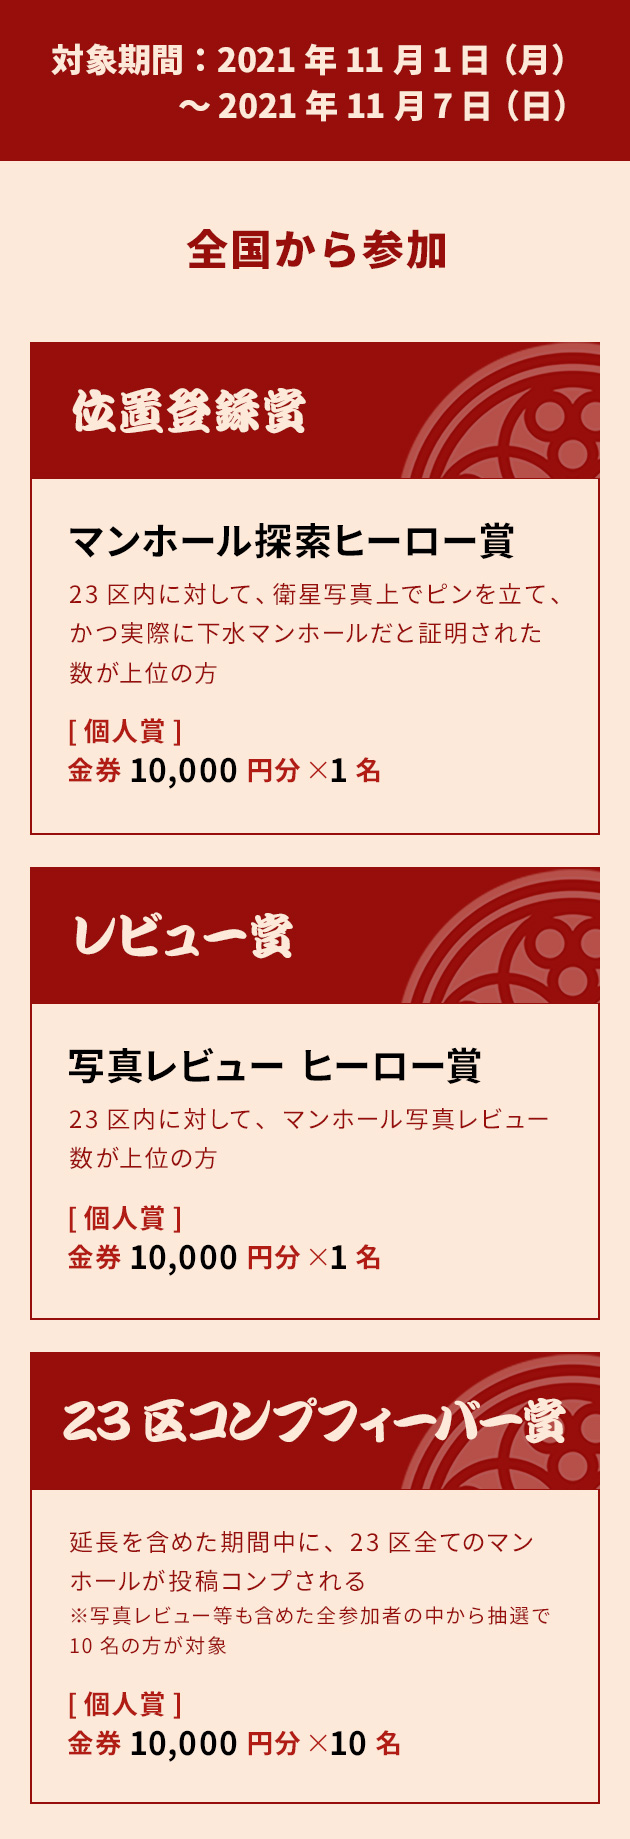 対象期間：2021年11月1日（月）
～2021年11月7日（日）
全国から参加
位置登録賞
マンホール探索ヒーロー賞
23区内に対して、衛星写真上でピンを立て、
かつ実際に下水マンホールだと証明された
数が上位の方
[個人賞]
金券10,000円分×1名
レビュー賞
写真レビュー ヒーロー賞
23区内に対して、マンホール写真レビュー
数が上位の方
[個人賞]
金券10,000円分×1名
23区コンプフィーバー賞
延長を含めた期間中に、23区全てのマン
ホールが投稿コンプされる
※写真レビュー等も含めた全参加者の中から抽選で
10名の方が対象
[個人賞]
金券10,000円分×10名